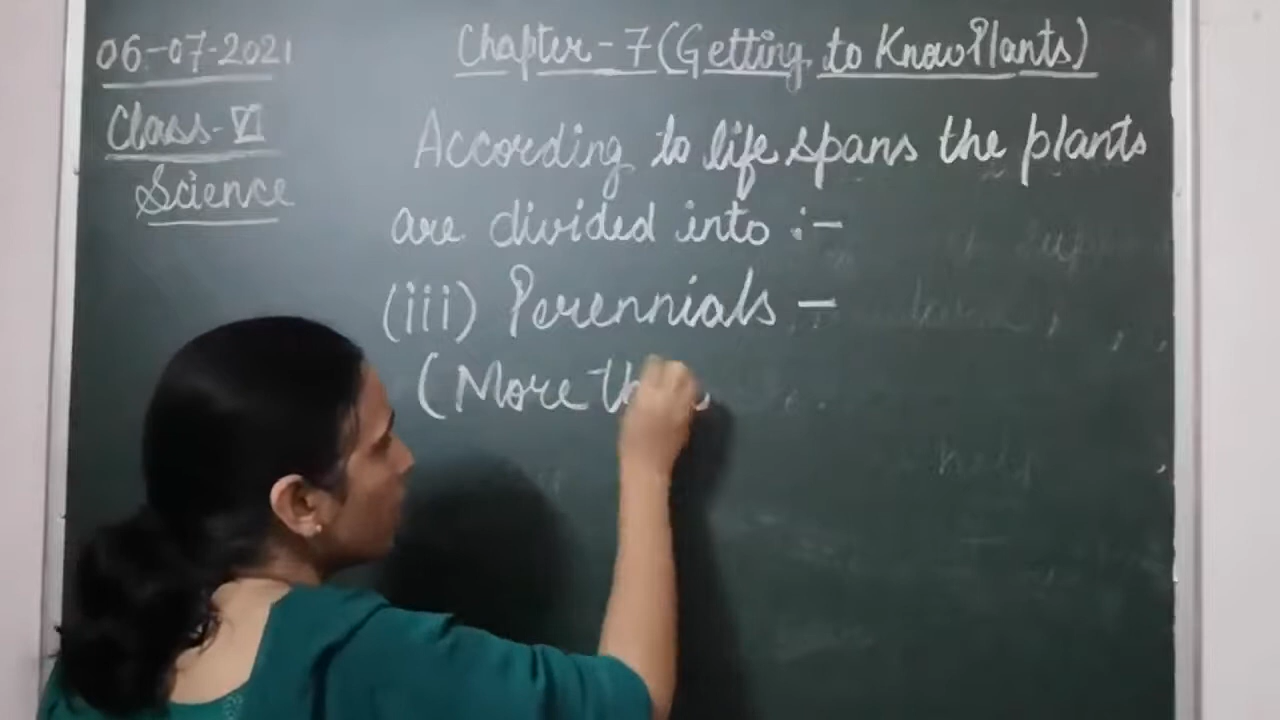 06-07-2021
Class-VI
Science
Chapter-7 (Getting to Know Plants)
According to life spans the plants
are divided into :-
(iii) Perennials -
(More
help